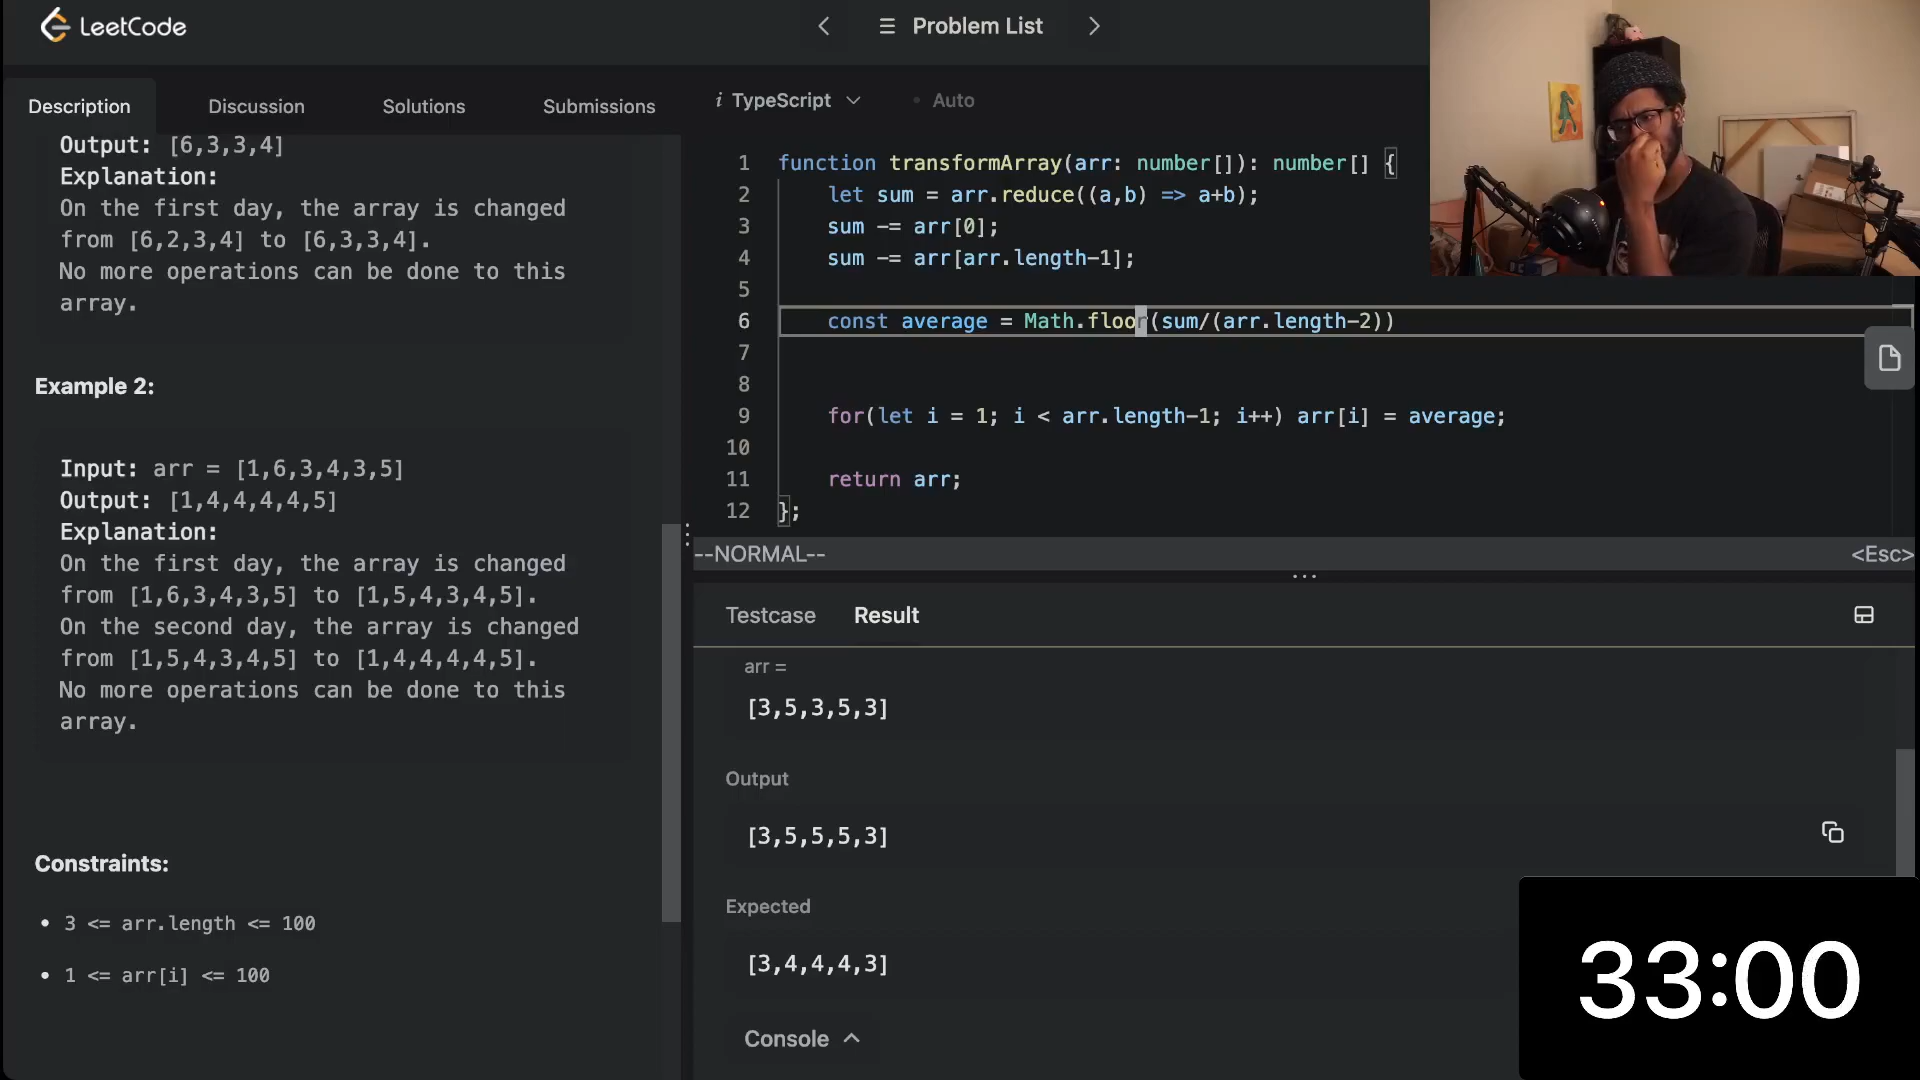 LeetCode
Problem List
Description
Discussion
Solutions
Submissions
Output: [6,3,3,4]
Explanation:
On the first day, the array is changed
from [6,2,3,4] to [6,3,3,4].
No more operations can be done to this
array.
Example 2:
Input: arr = [1,6,3,4,3,5]
Output: [1,4,4,4,4,5]
Explanation:
On the first day, the array is changed
from [1,6,3,4,3,5] to [1,5,4,3,4,5].
On the second day, the array is changed
from [1,5,4,3,4,5] to [1,4,4,4,4,5].
No more operations can be done to this
array.
Constraints:
• 3 <= arr.length <= 100
• 1 <= arr[i] <= 100
i TypeScript
• Auto
1 function transformArray(arr: number[]): number[] {
2 let sum = arr.reduce((a,b) => a+b);
3 sum -= arr[0];
4 sum -= arr[arr.length-1];
5
6 const average = Math.floor(sum/(arr.length-2))
7
8
9 for(let i = 1; i < arr.length-1; i++) arr[i] = average;
10
11 return arr;
12 };
--NORMAL--
<Esc>
Testcase
Result
arr =
[3,5,3,5,3]
Output
[3,5,5,5,3]
Expected
[3,4,4,4,3]
Console
33:00